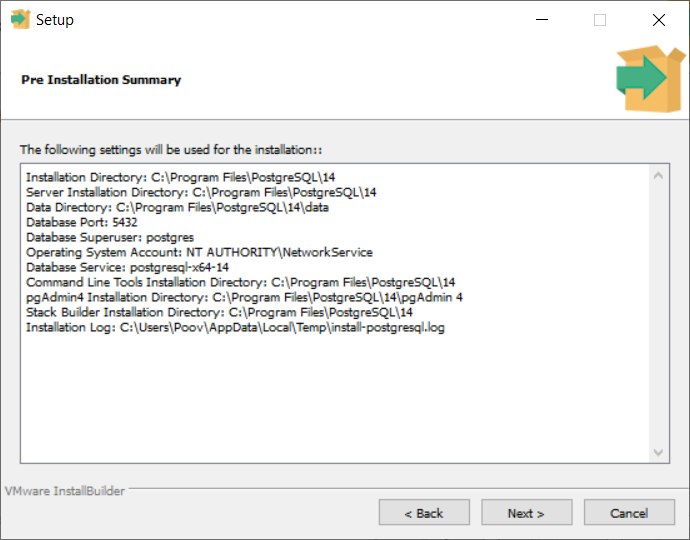 Setup
Pre Installation Summary
The following settings will be used for the installation::
Installation Directory: C:\Program Files\PostgreSQL\14
Server Installation Directory: C:\Program Files\PostgreSQL\14
Data Directory: C:\Program Files\PostgreSQL\14\data
Database Port: 5432
Database Superuser: postgres
Operating System Account: NT AUTHORITY\NetworkService
Database Service: postgresql-x64-14
Command Line Tools Installation Directory: C:\Program Files\PostgreSQL\14
pgAdmin4 Installation Directory: C:\Program Files\PostgreSQL\14\pgAdmin 4
Stack Builder Installation Directory: C:\Program Files\PostgreSQL\14
Installation Log: C:\Users\Poov\AppData\Local\Temp\install-postgresql.log
VMware InstallBuilder
< Back Next > Cancel